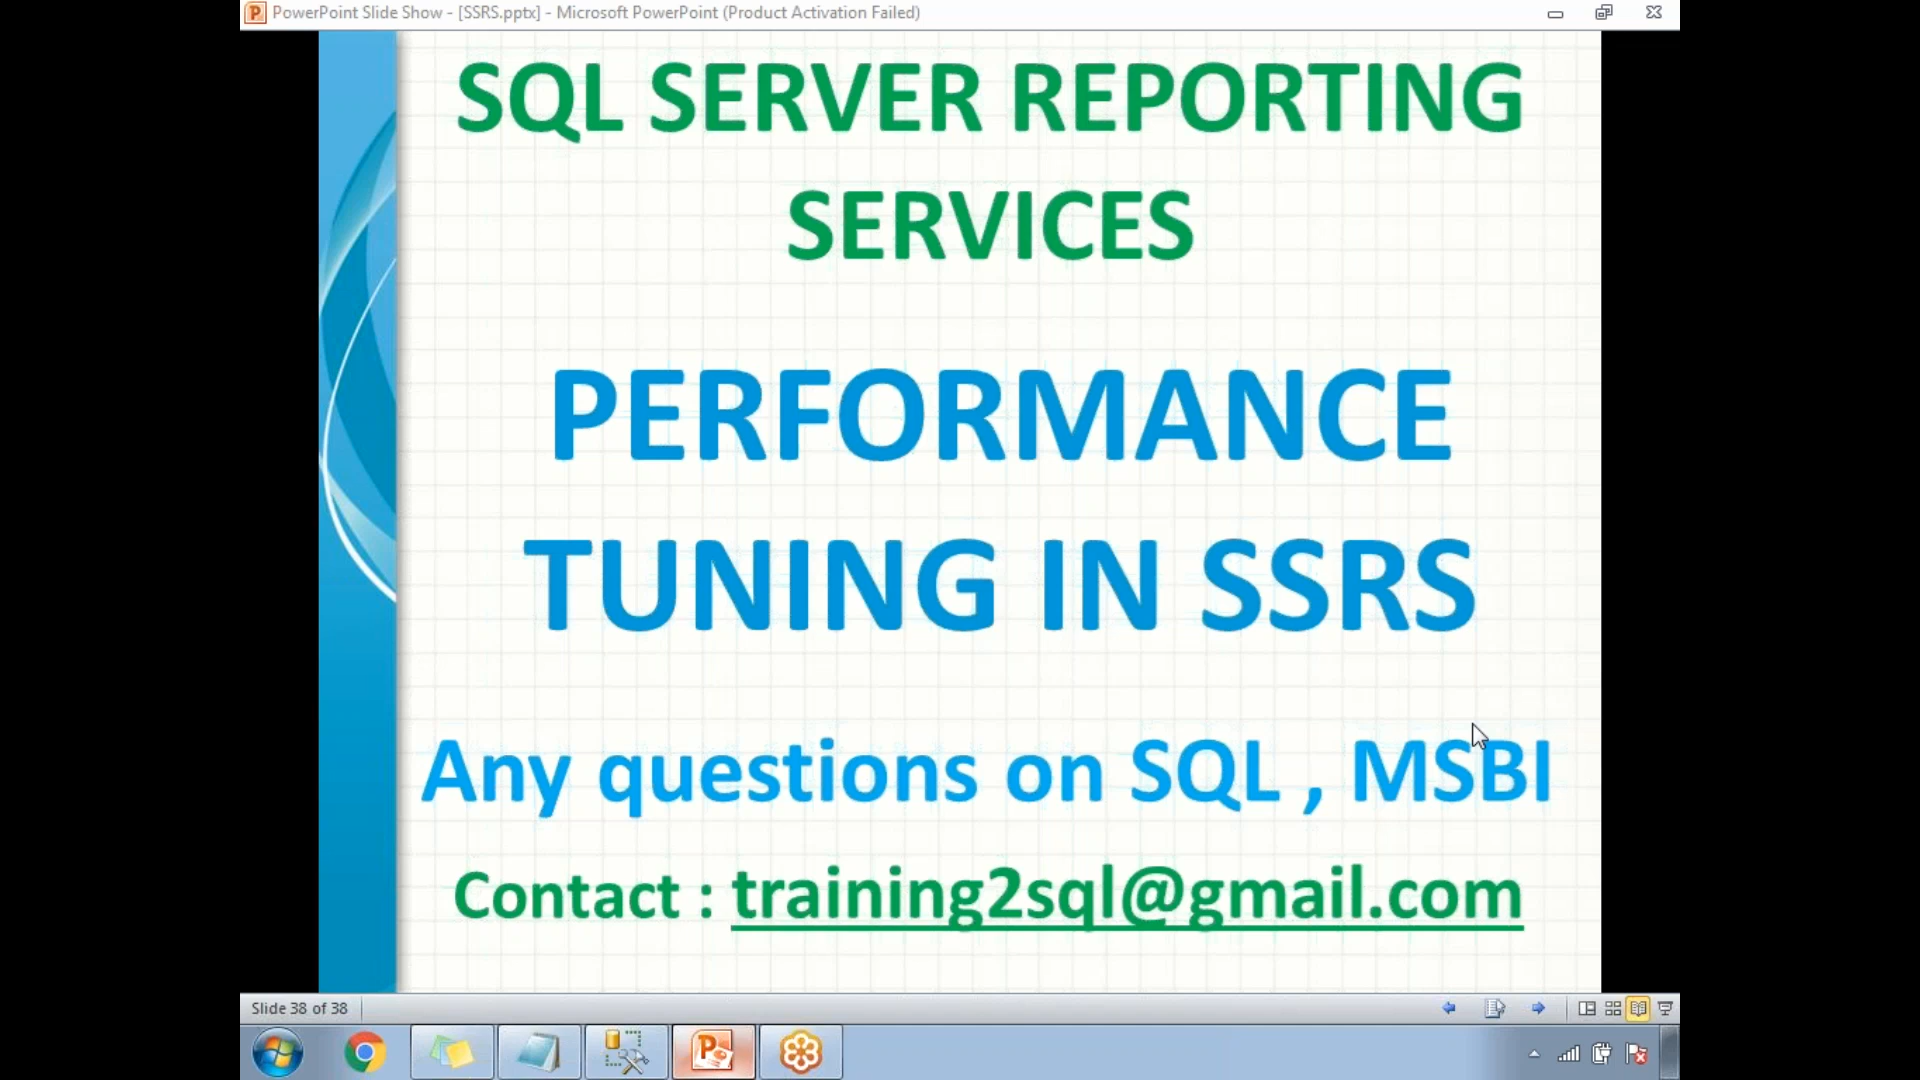 PowerPoint Slide Show - [SSRS.pptx] - Microsoft PowerPoint (Product Activation Failed)
SQL SERVER REPORTING
SERVICES
PERFORMANCE
TUNING IN SSRS
Any questions on SQL , MSBI
Contact : training2sql@gmail.com
Slide 38 of 38